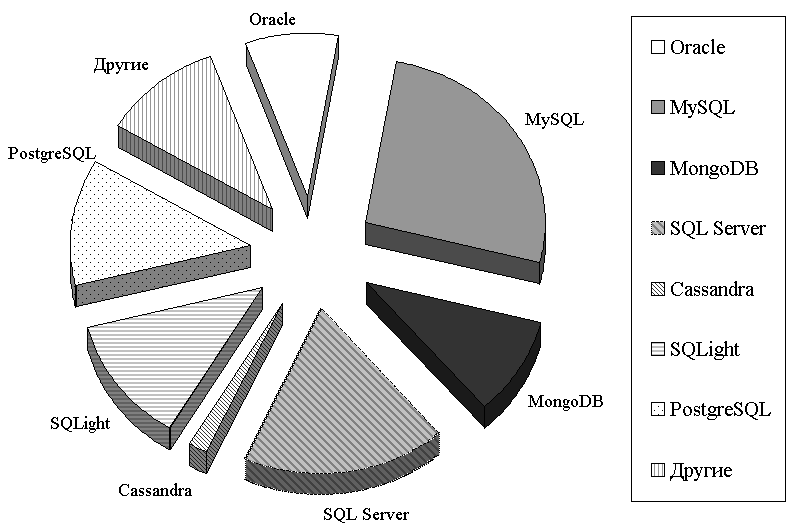 Oracle
Другие
MySQL
PostgreSQL
MongoDB
SQLight
Cassandra
SQL Server
Oracle
MySQL
MongoDB
SQL Server
Cassandra
SQLight
PostgreSQL
Другие